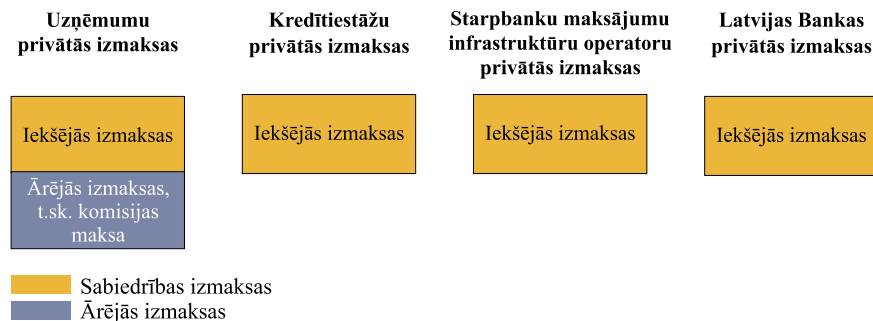 Uzņēmumu
privātās izmaksas
Kredītiestāžu
privātās izmaksas
Starpbanku maksājumu
infrastruktūru operatoru
privātās izmaksas
Latvijas Bankas
privātās izmaksas
Iekšējās izmaksas
Iekšējās izmaksas
Iekšējās izmaksas
Iekšējās izmaksas
Ārējās izmaksas,
t.sk. komisijas
maksa
Sabiedrības izmaksas
Ārējās izmaksas